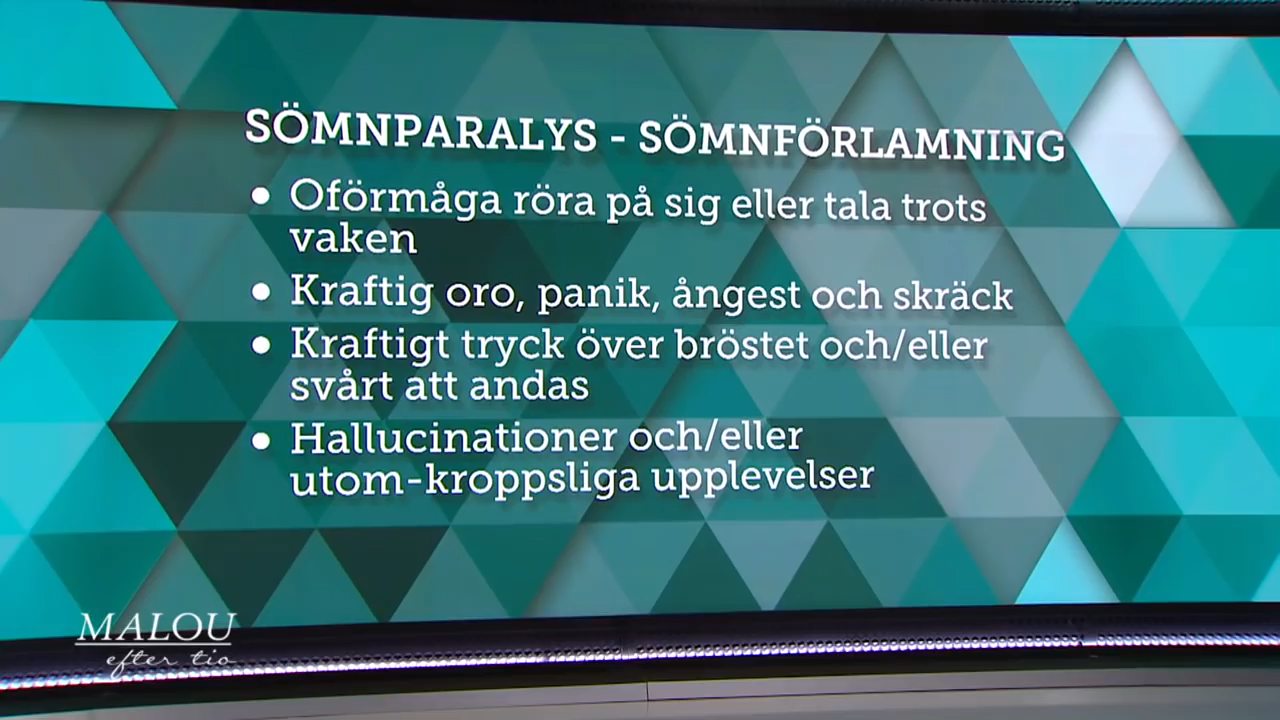 SÖMNPARALYS - SÖMNFÖRLAMNING
• Oförmåga röra på sig eller tala trots
vaken
• Kraftig oro, panik, ångest och skräck
• Kraftigt tryck över bröstet och/eller
svårt att andas
• Hallucinationer och/eller
utom-kroppsliga upplevelser
MALOU
efter tio